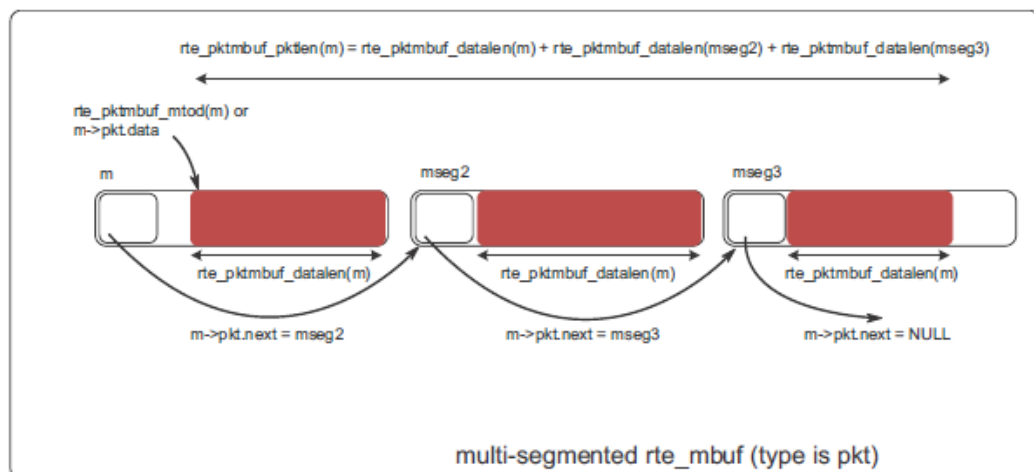 rte_pktmbuf_pktlen(m) = rte_pktmbuf_datalen(m) + rte_pktmbuf_datalen(mseg2) + rte_pktmbuf_datalen(mseg3)
rte_pktmbuf_mtod(m) or
m->pkt.data
m
mseg2
mseg3
rte_pktmbuf_datalen(m)
rte_pktmbuf_datalen(m)
rte_pktmbuf_datalen(m)
m->pkt.next = mseg2
m->pkt.next = mseg3
m->pkt.next = NULL
multi-segmented rte_mbuf (type is pkt)